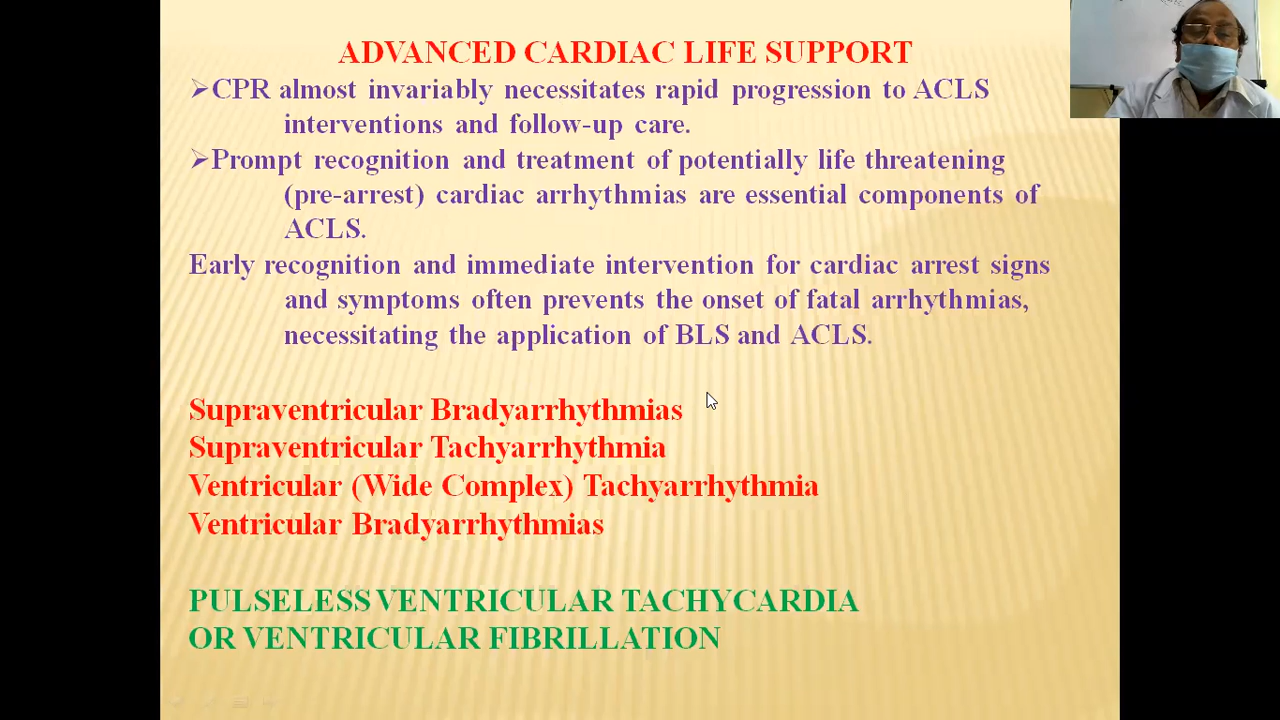 ADVANCED CARDIAC LIFE SUPPORT
➢CPR almost invariably necessitates rapid progression to ACLS
interventions and follow-up care.
➢Prompt recognition and treatment of potentially life threatening
(pre-arrest) cardiac arrhythmias are essential components of
ACLS.
Early recognition and immediate intervention for cardiac arrest signs
and symptoms often prevents the onset of fatal arrhythmias,
necessitating the application of BLS and ACLS.
Supraventricular Bradyarrhythmias
Supraventricular Tachyarrhythmia
Ventricular (Wide Complex) Tachyarrhythmia
Ventricular Bradyarrhythmias
PULSELESS VENTRICULAR TACHYCARDIA
OR VENTRICULAR FIBRILLATION